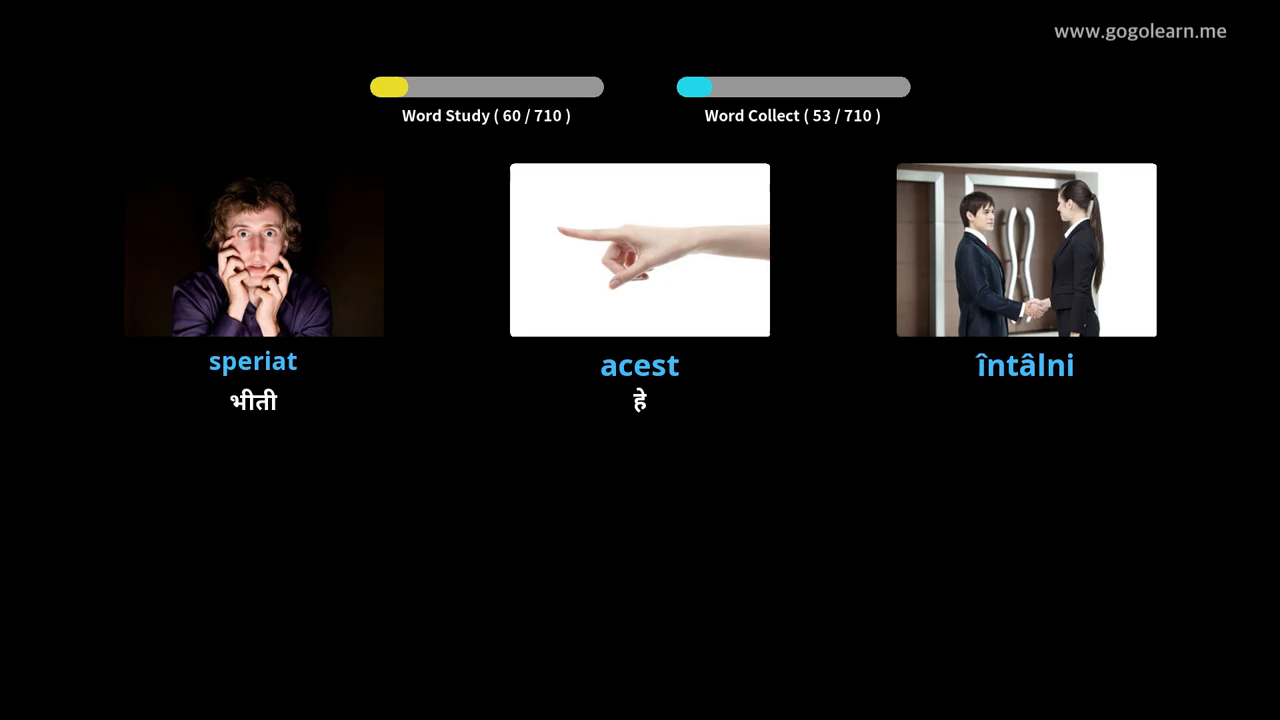 www.gogolearn.me
Word Study ( 60 / 710 )
Word Collect ( 53 / 710 )
speriat
acest
întâlni
भीती
हे